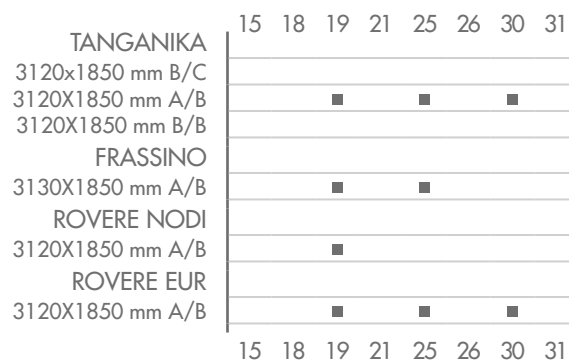 15 18 19 21 25 26 30 31
TANGANIKA
3120x1850 mm B/C
3120X1850 mm A/B
3120X1850 mm B/B
FRASSINO
3130X1850 mm A/B
ROVERE NODI
3120X1850 mm A/B
ROVERE EUR
3120X1850 mm A/B
15 18 19 21 25 26 30 31